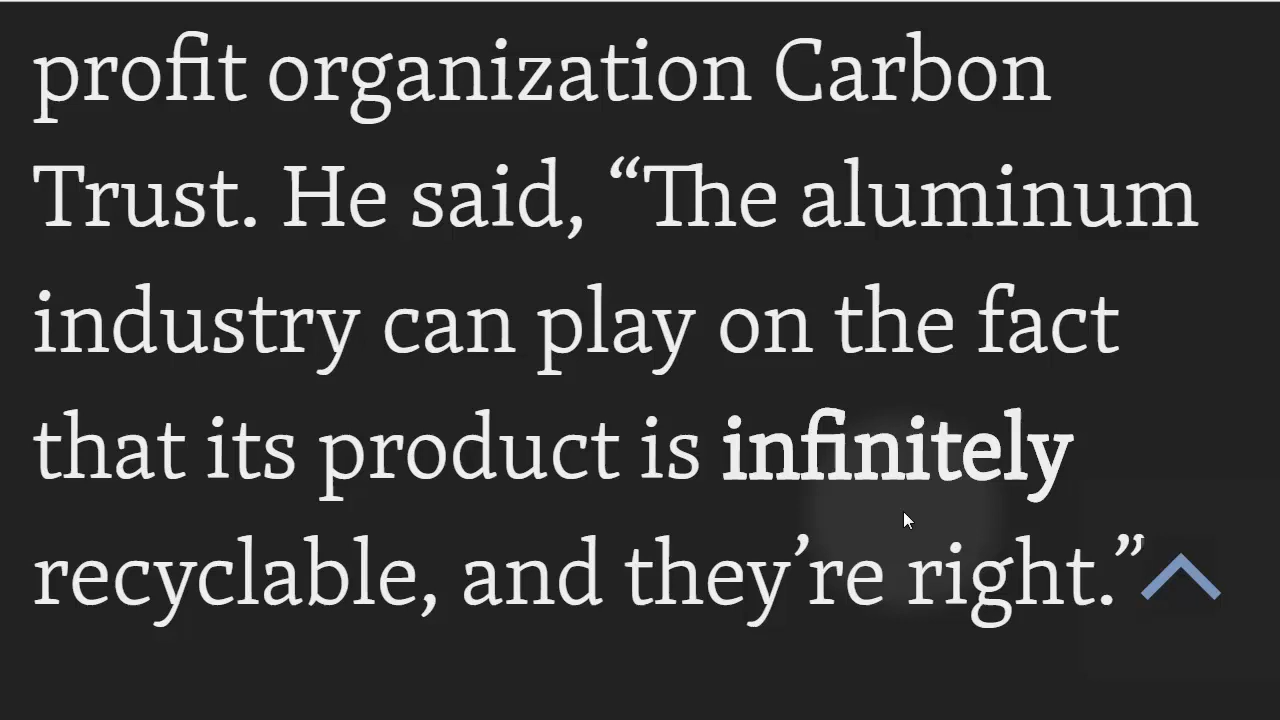 profit organization Carbon
Trust. He said, “The aluminum
industry can play on the fact
that its product is infinitely
recyclable, and they’re right.”